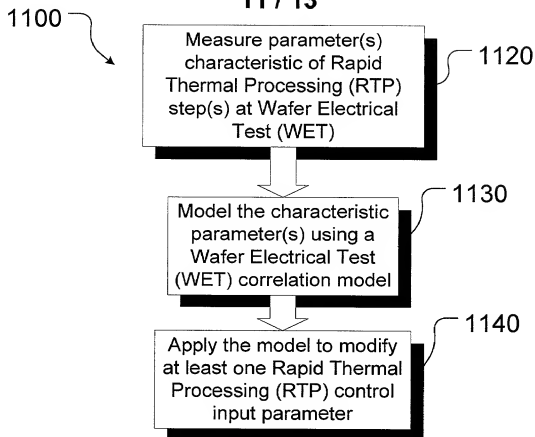 11 / 13
1100
Measure parameter(s)
characteristic of Rapid
Thermal Processing (RTP)
step(s) at Wafer Electrical
Test (WET)
1120
Model the characteristic
parameter(s) using a
Wafer Electrical Test
(WET) correlation model
1130
Apply the model to modify
at least one Rapid Thermal
Processing (RTP) control
input parameter
1140